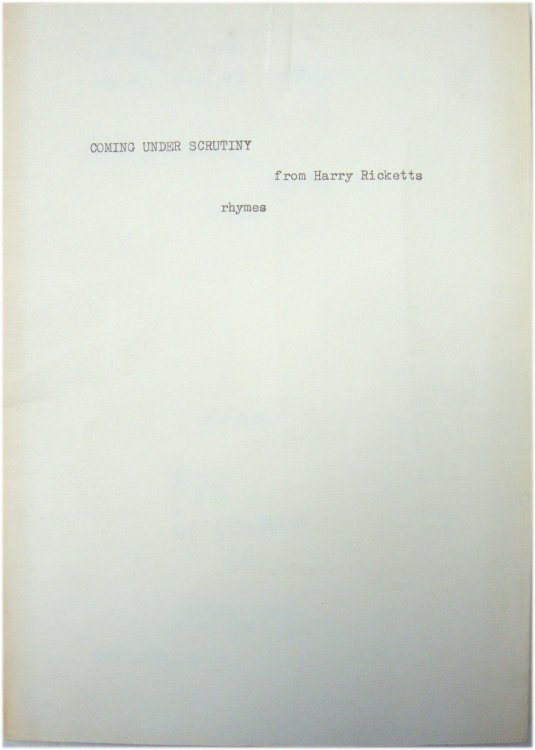 COMING UNDER SCRUTINY
from Harry Ricketts
rhymes